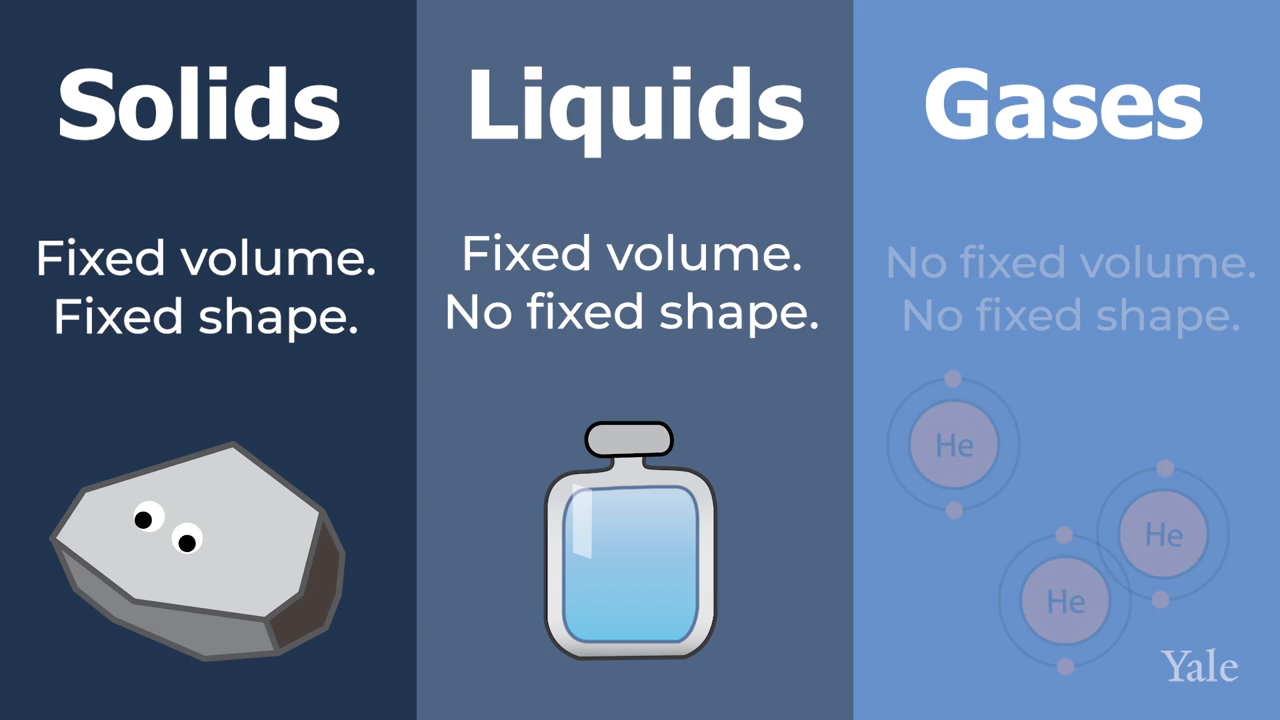 Solids
Fixed volume.
Fixed shape.
Liquids
Fixed volume.
No fixed shape.
Gases
No fixed volume.
No fixed shape.
He
He
He
Yale